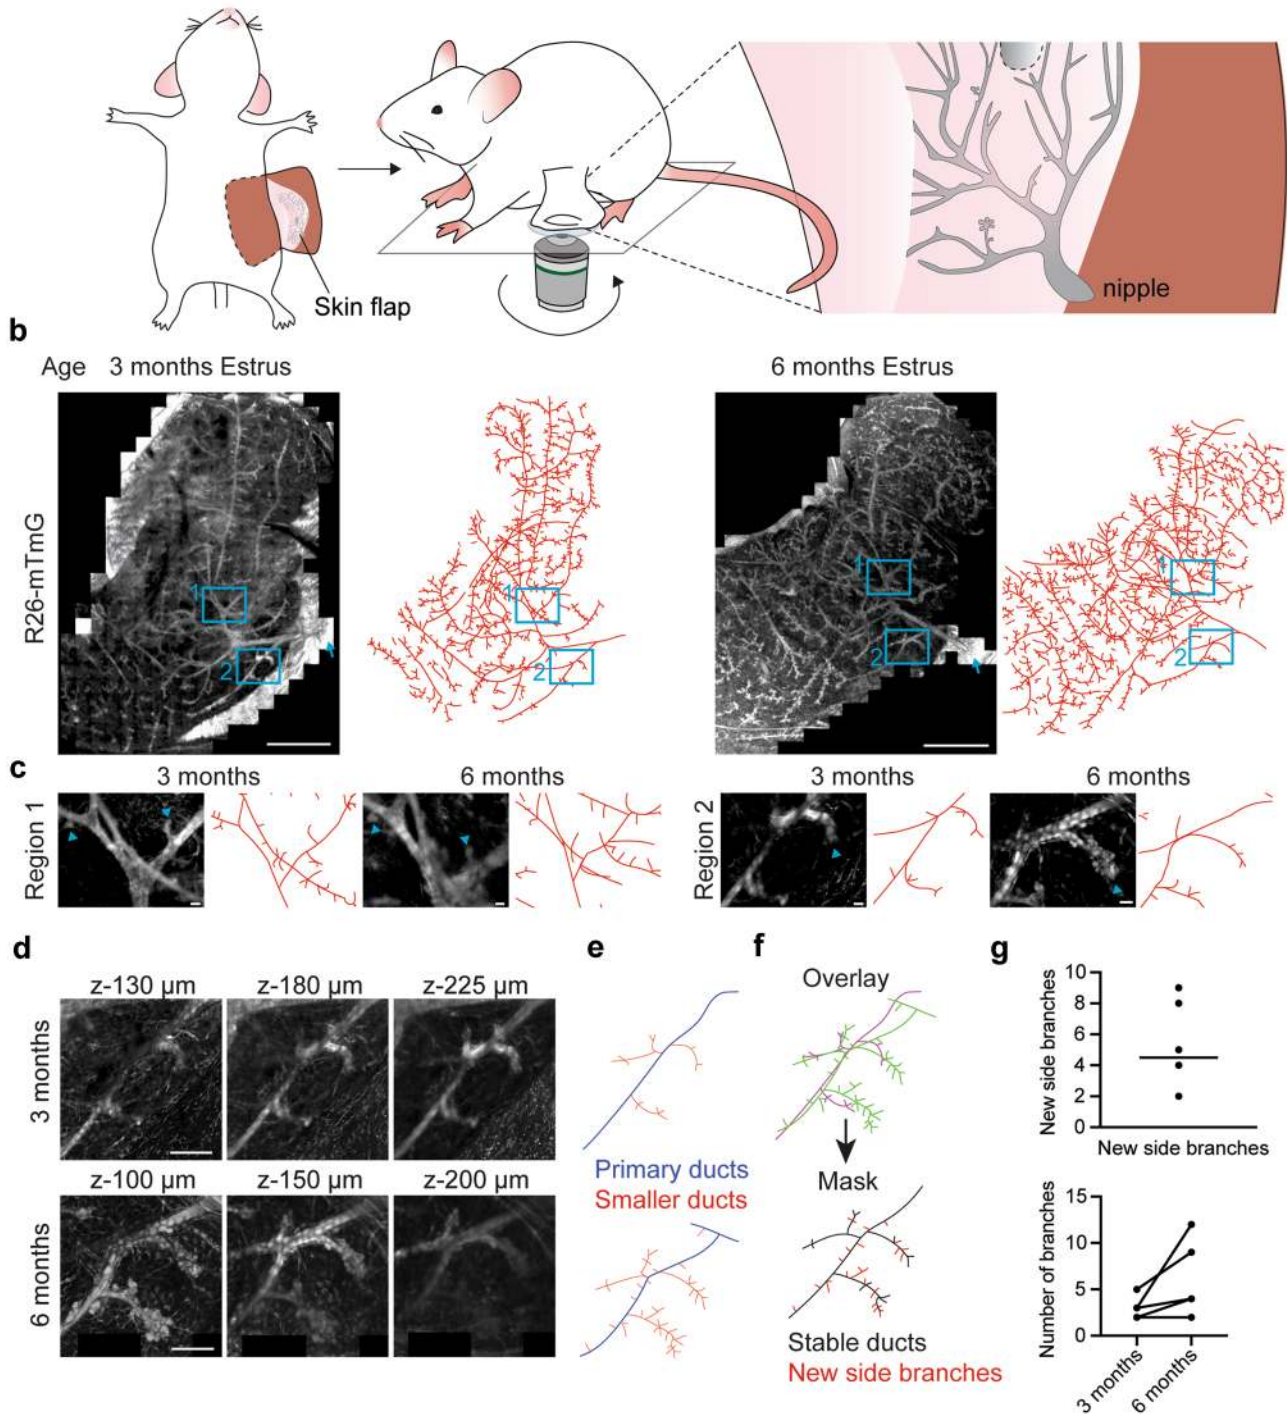 Skin flap
nipple
b
Age 3 months Estrus 6 months Estrus
R26-mTmG
1 1 1 1
2 2 2 2
c
3 months 6 months 3 months 6 months
Region 1 Region 2
d e f g
z-130 µm z-180 µm z-225 µm
3 months
z-100 µm z-150 µm z-200 µm
6 months
Primary ducts
Smaller ducts
Overlay
Mask
Stable ducts
New side branches
New side branches
10
8
6
4
2
0
New side branches
Number of branches
15
10
5
0
3 months
6 months